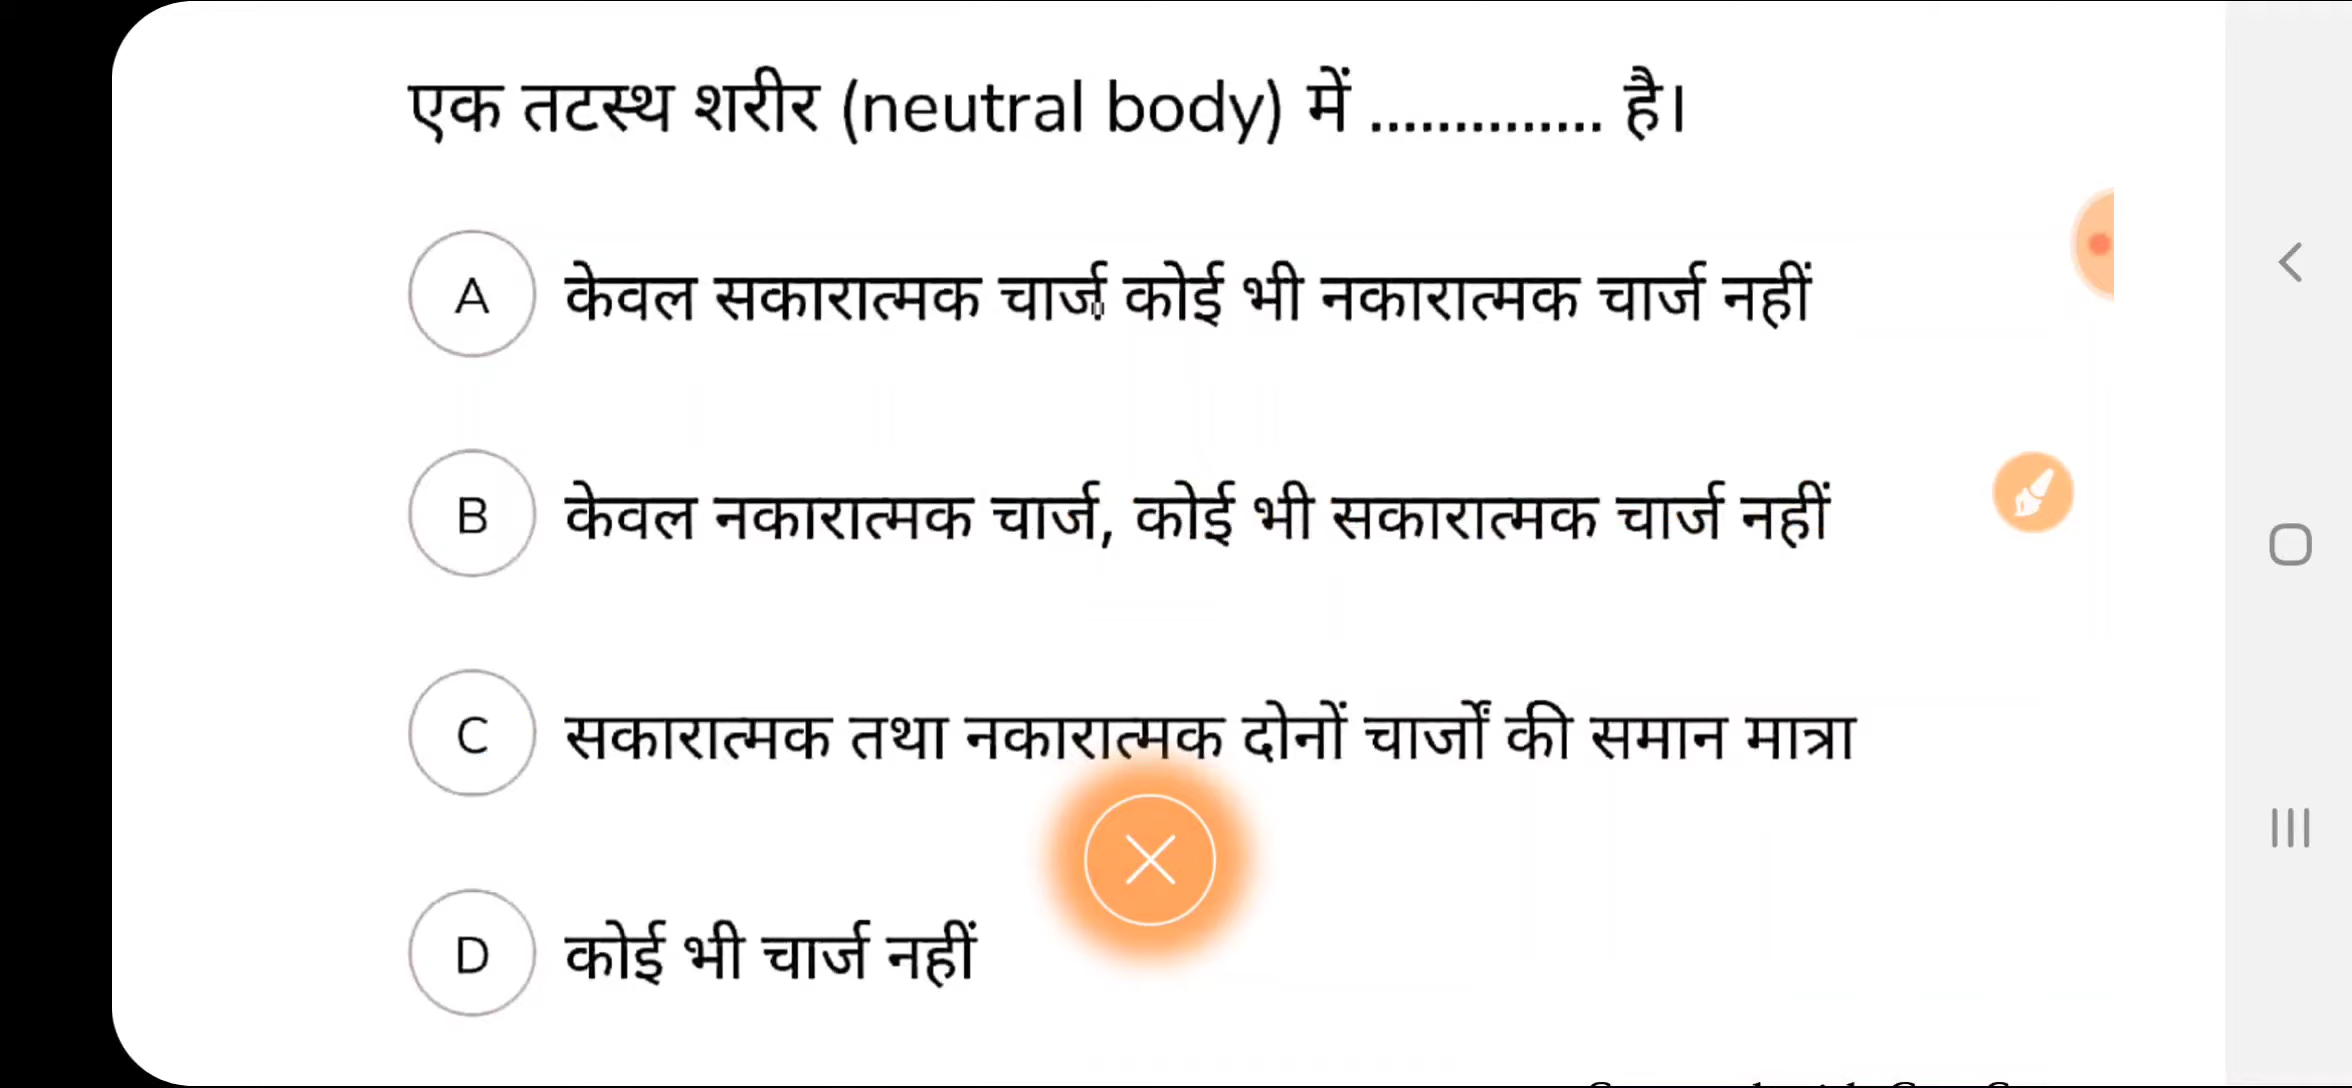 एक तटस्थ शरीर (neutral body) में .............. है।
A केवल सकारात्मक चार्ज कोई भी नकारात्मक चार्ज नहीं
B केवल नकारात्मक चार्ज, कोई भी सकारात्मक चार्ज नहीं
C सकारात्मक तथा नकारात्मक दोनों चार्जों की समान मात्रा
D कोई भी चार्ज नहीं